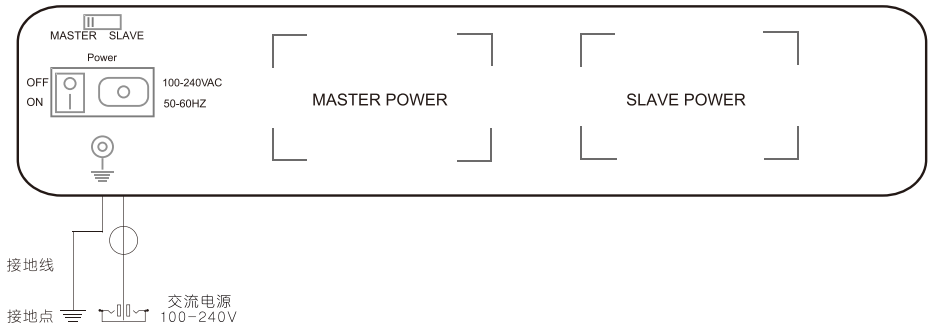 MASTER SLAVE
Power
OFF
ON
100-240VAC
50-60HZ
MASTER POWER
SLAVE POWER
接地线
接地点
交流电源
100-240V